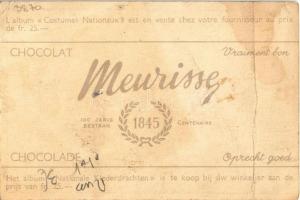 3870
L'album « Costumes Nationaux » est en vente chez votre fournisseur au prix
de fr. 25.—
CHOCOLAT Vraiment bon
Meurisse
100 JARIG
BESTAAN 1845 CENTENAIRE
CHOCOLADE Oprecht goed
Het album « Nationale Klederdrachten » is te koop bij uw winkelier aan de
prijs van fr. 25.—